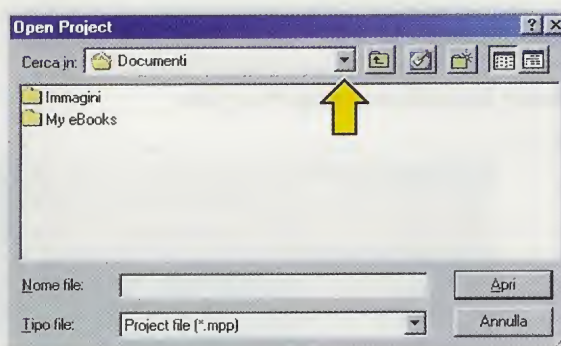 Open Project
Cerca in: Documenti
Immagini
My eBooks
Nome file: Apri
Tipo file: Project file (*.mpp) Annulla